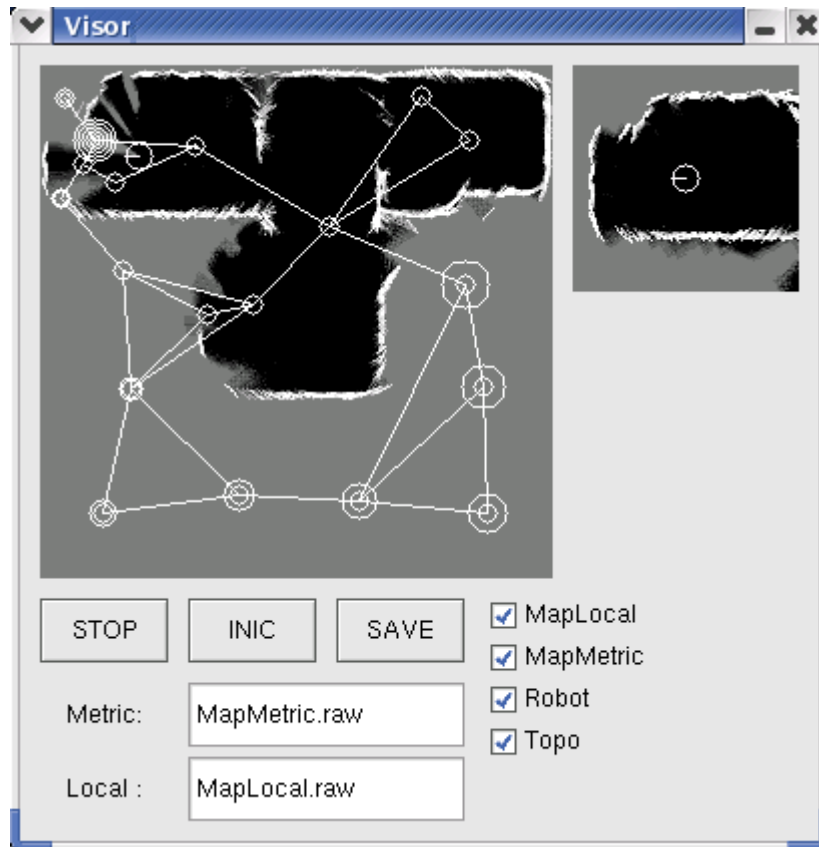 Visor
STOP
INIC
SAVE
MapLocal
MapMetric
Robot
Topo
Metric:
MapMetric.raw
Local :
MapLocal.raw